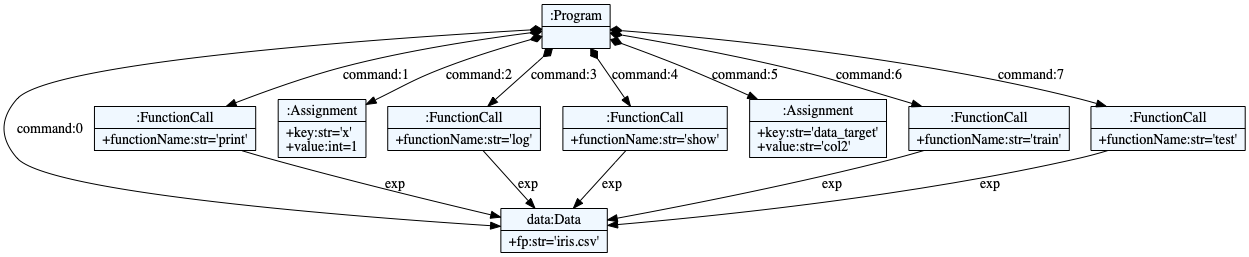 :Program
command:0
command:1
command:2
command:3
command:4
command:5
command:6
command:7
:FunctionCall
+functionName:str='print'
:Assignment
+key:str='x'
+value:int=1
:FunctionCall
+functionName:str='log'
:FunctionCall
+functionName:str='show'
:Assignment
+key:str='data_target'
+value:str='col2'
:FunctionCall
+functionName:str='train'
:FunctionCall
+functionName:str='test'
exp
exp
exp
exp
exp
data:Data
+fp:str='iris.csv'